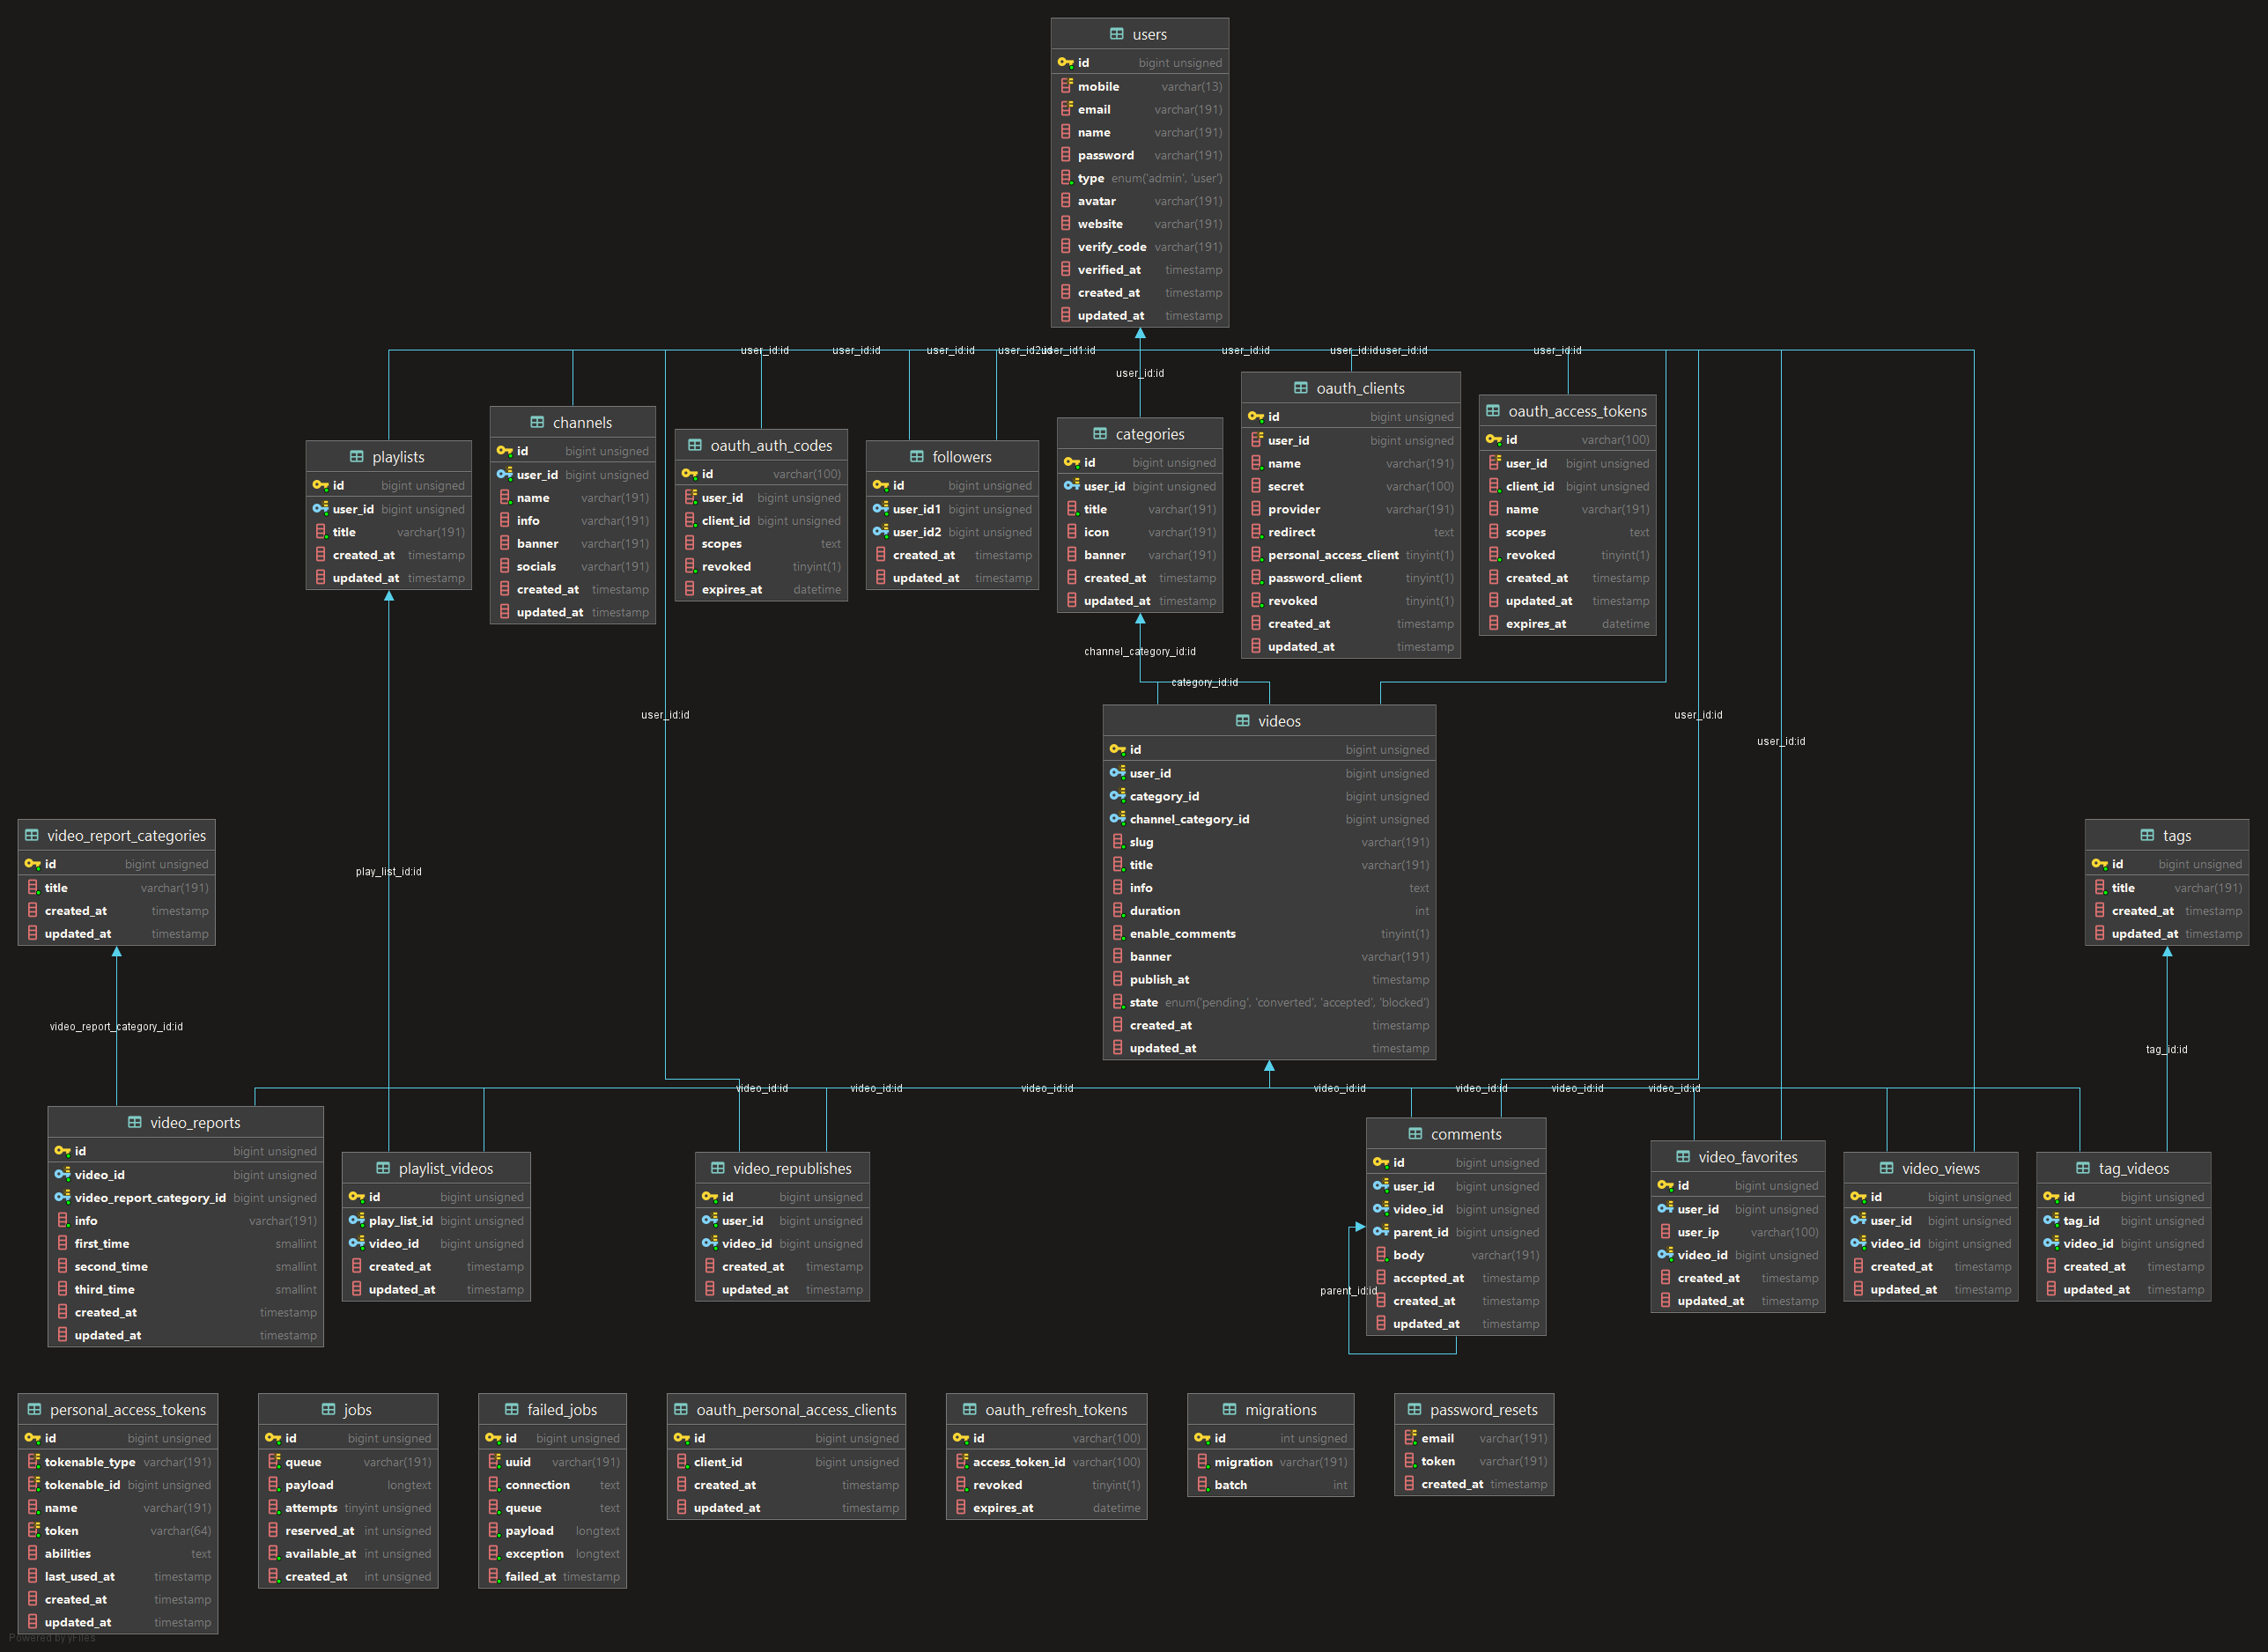 users
id bigint unsigned
mobile varchar(13)
email varchar(191)
name varchar(191)
password varchar(191)
type enum('admin', 'user')
avatar varchar(191)
website varchar(191)
verify_code varchar(191)
verified_at timestamp
created_at timestamp
updated_at timestamp
user_id:id
user_id:id
user_id:id
user_id2:id
user_id1:id
user_id:id
user_id:id
user_id:id
user_id:id
user_id:id
playlists
id bigint unsigned
user_id bigint unsigned
title varchar(191)
created_at timestamp
updated_at timestamp
channels
id bigint unsigned
user_id bigint unsigned
name varchar(191)
info varchar(191)
banner varchar(191)
socials varchar(191)
created_at timestamp
updated_at timestamp
oauth_auth_codes
id varchar(100)
user_id bigint unsigned
client_id bigint unsigned
scopes text
revoked tinyint(1)
expires_at datetime
followers
id bigint unsigned
user_id1 bigint unsigned
user_id2 bigint unsigned
created_at timestamp
updated_at timestamp
categories
id bigint unsigned
user_id bigint unsigned
title varchar(191)
icon varchar(191)
banner varchar(191)
created_at timestamp
updated_at timestamp
oauth_clients
id bigint unsigned
user_id bigint unsigned
name varchar(191)
secret varchar(100)
provider varchar(191)
redirect text
personal_access_client tinyint(1)
password_client tinyint(1)
revoked tinyint(1)
created_at timestamp
updated_at timestamp
oauth_access_tokens
id varchar(100)
user_id bigint unsigned
client_id bigint unsigned
name varchar(191)
scopes text
revoked tinyint(1)
created_at timestamp
updated_at timestamp
expires_at datetime
channel_category_id:id
category_id:id
user_id:id
user_id:id
user_id:id
videos
id bigint unsigned
user_id bigint unsigned
category_id bigint unsigned
channel_category_id bigint unsigned
slug varchar(191)
title varchar(191)
info text
duration int
enable_comments tinyint(1)
banner varchar(191)
publish_at timestamp
state enum('pending', 'converted', 'accepted', 'blocked')
created_at timestamp
updated_at timestamp
video_report_categories
id bigint unsigned
title varchar(191)
created_at timestamp
updated_at timestamp
play_list_id:id
tags
id bigint unsigned
title varchar(191)
created_at timestamp
updated_at timestamp
video_report_category_id:id
tag_id:id
video_id:id
video_id:id
video_id:id
video_id:id
video_id:id
video_id:id
video_id:id
video_reports
id bigint unsigned
video_id bigint unsigned
video_report_category_id bigint unsigned
info varchar(191)
first_time smallint
second_time smallint
third_time smallint
created_at timestamp
updated_at timestamp
playlist_videos
id bigint unsigned
play_list_id bigint unsigned
video_id bigint unsigned
created_at timestamp
updated_at timestamp
video_republishes
id bigint unsigned
user_id bigint unsigned
video_id bigint unsigned
created_at timestamp
updated_at timestamp
comments
id bigint unsigned
user_id bigint unsigned
video_id bigint unsigned
parent_id bigint unsigned
body varchar(191)
accepted_at timestamp
created_at timestamp
updated_at timestamp
parent_id:id
video_favorites
id bigint unsigned
user_id bigint unsigned
user_ip varchar(100)
video_id bigint unsigned
created_at timestamp
updated_at timestamp
video_views
id bigint unsigned
user_id bigint unsigned
video_id bigint unsigned
created_at timestamp
updated_at timestamp
tag_videos
id bigint unsigned
tag_id bigint unsigned
video_id bigint unsigned
created_at timestamp
updated_at timestamp
personal_access_tokens
id bigint unsigned
tokenable_type varchar(191)
tokenable_id bigint unsigned
name varchar(191)
token varchar(64)
abilities text
last_used_at timestamp
created_at timestamp
updated_at timestamp
jobs
id bigint unsigned
queue varchar(191)
payload longtext
attempts tinyint unsigned
reserved_at int unsigned
available_at int unsigned
created_at int unsigned
failed_jobs
id bigint unsigned
uuid varchar(191)
connection text
queue text
payload longtext
exception longtext
failed_at timestamp
oauth_personal_access_clients
id bigint unsigned
client_id bigint unsigned
created_at timestamp
updated_at timestamp
oauth_refresh_tokens
id varchar(100)
access_token_id varchar(100)
revoked tinyint(1)
expires_at datetime
migrations
id int unsigned
migration varchar(191)
batch int
password_resets
email varchar(191)
token varchar(191)
created_at timestamp
Powered by yFiles